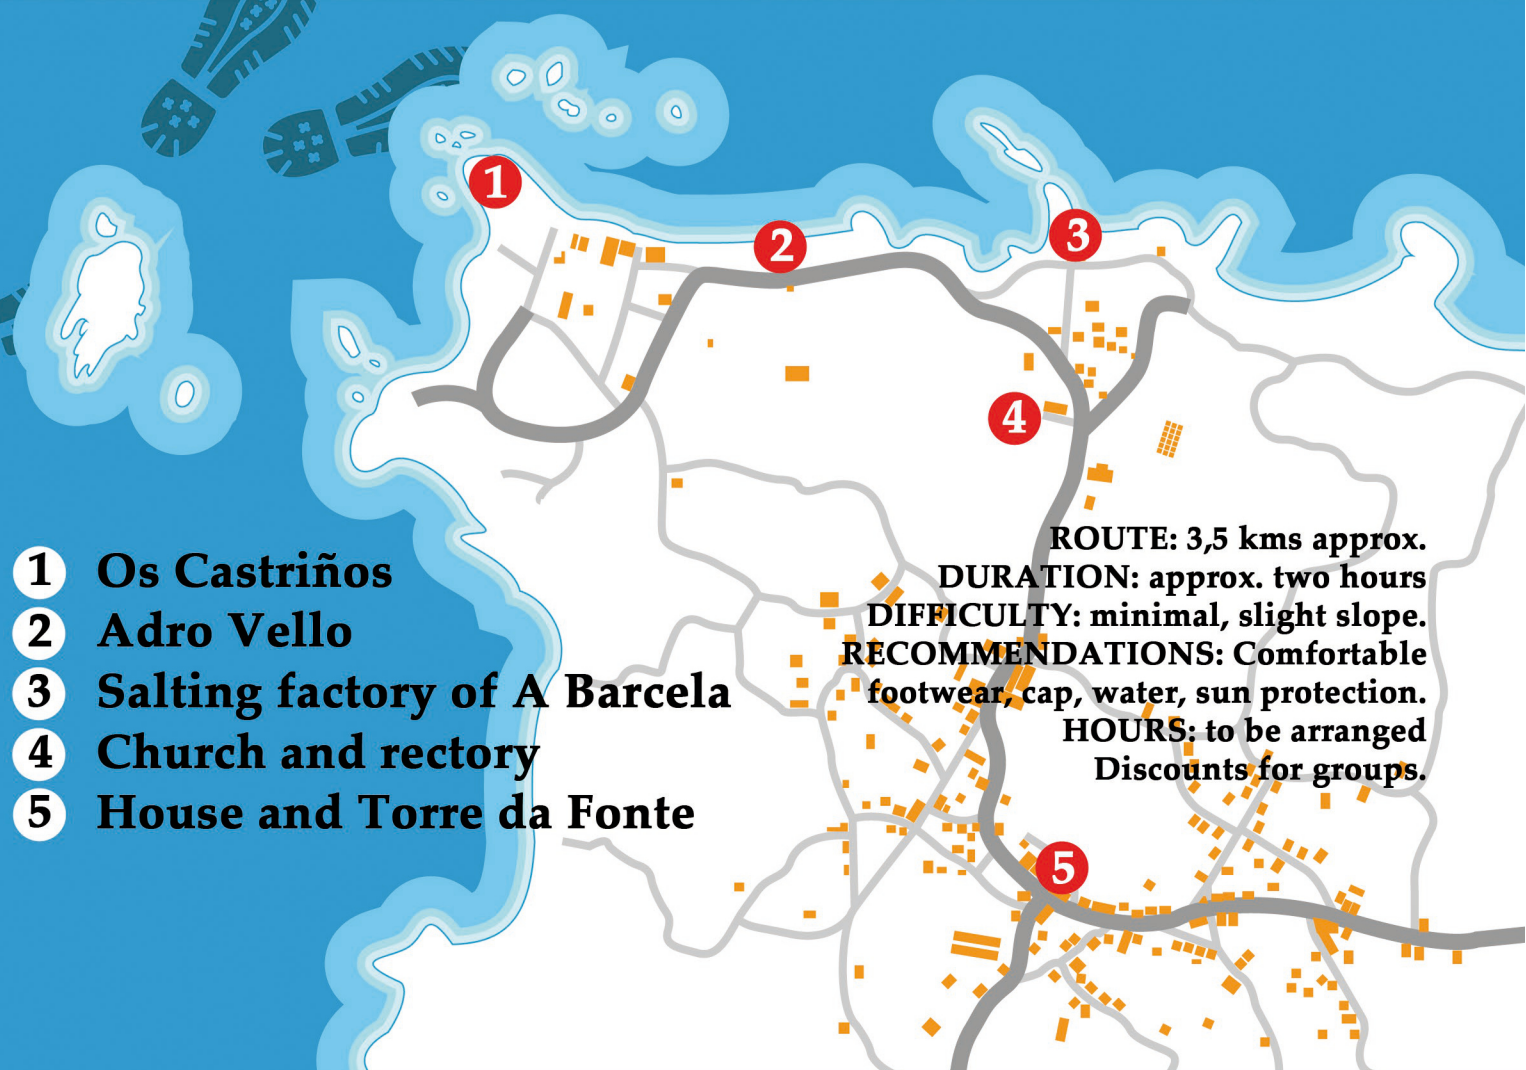 1
2
3
4
5
1 Os Castriños
2 Adro Vello
3 Salting factory of A Barcela
4 Church and rectory
5 House and Torre da Fonte
ROUTE: 3,5 kms approx.
DURATION: approx. two hours
DIFFICULTY: minimal, slight slope.
RECOMMENDATIONS: Comfortable
footwear, cap, water, sun protection.
HOURS: to be arranged
Discounts for groups.